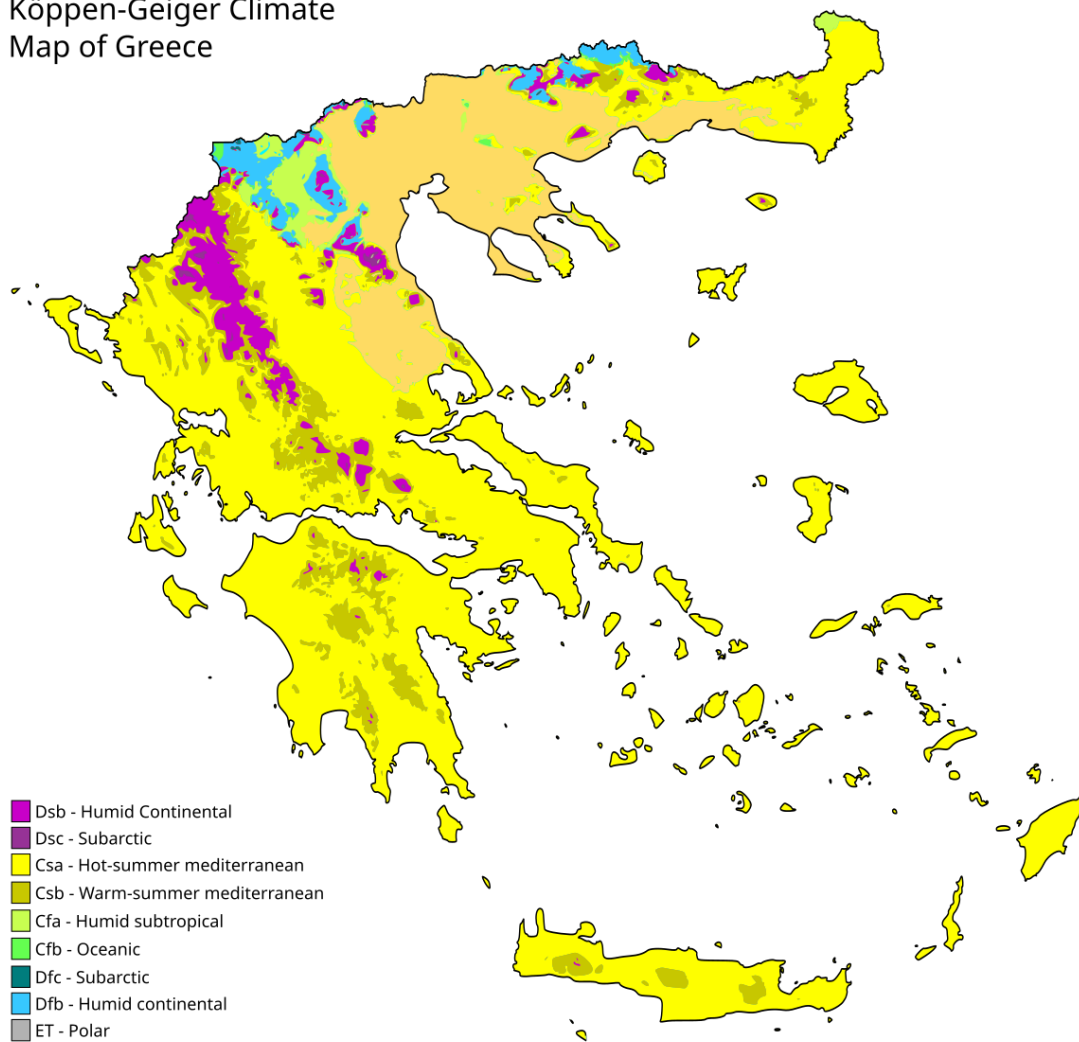 Köppen-Geiger Climate
Map of Greece
Dsb - Humid Continental
Dsc - Subarctic
Csa - Hot-summer mediterranean
Csb - Warm-summer mediterranean
Cfa - Humid subtropical
Cfb - Oceanic
Dfc - Subarctic
Dfb - Humid continental
ET - Polar